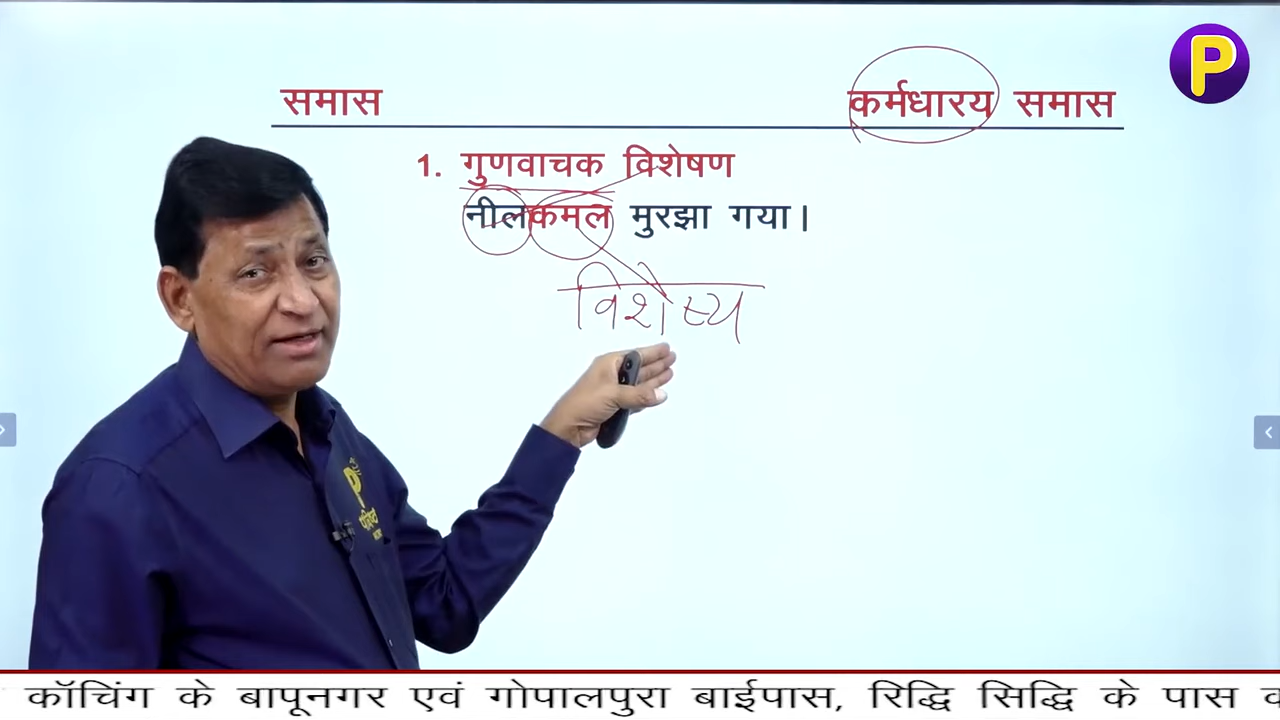 P
समास कर्मधारय समास
1. गुणवाचक विशेषण
नीलकमल मुरझा गया।
विशेष्य
P
कॉचिंग के बापूनगर एवं गोपालपुरा बाईपास, रिद्धि सिद्धि के पास